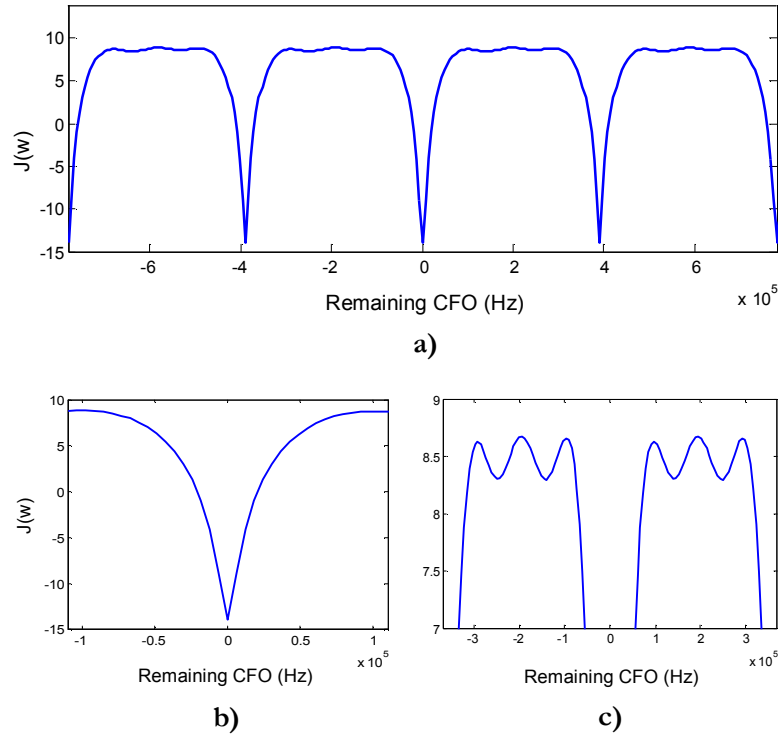 10
5
0
-5
-10
-15
J(w)
-6 -4 -2 0 2 4 6
Remaining CFO (Hz)
x 10^5
a)
10
5
0
-5
-10
-15
J(w)
-1 -0.5 0 0.5 1
x 10^5
Remaining CFO (Hz)
b)
9
8.5
8
7.5
7
-3 -2 -1 0 1 2 3
x 10^5
Remaining CFO (Hz)
c)